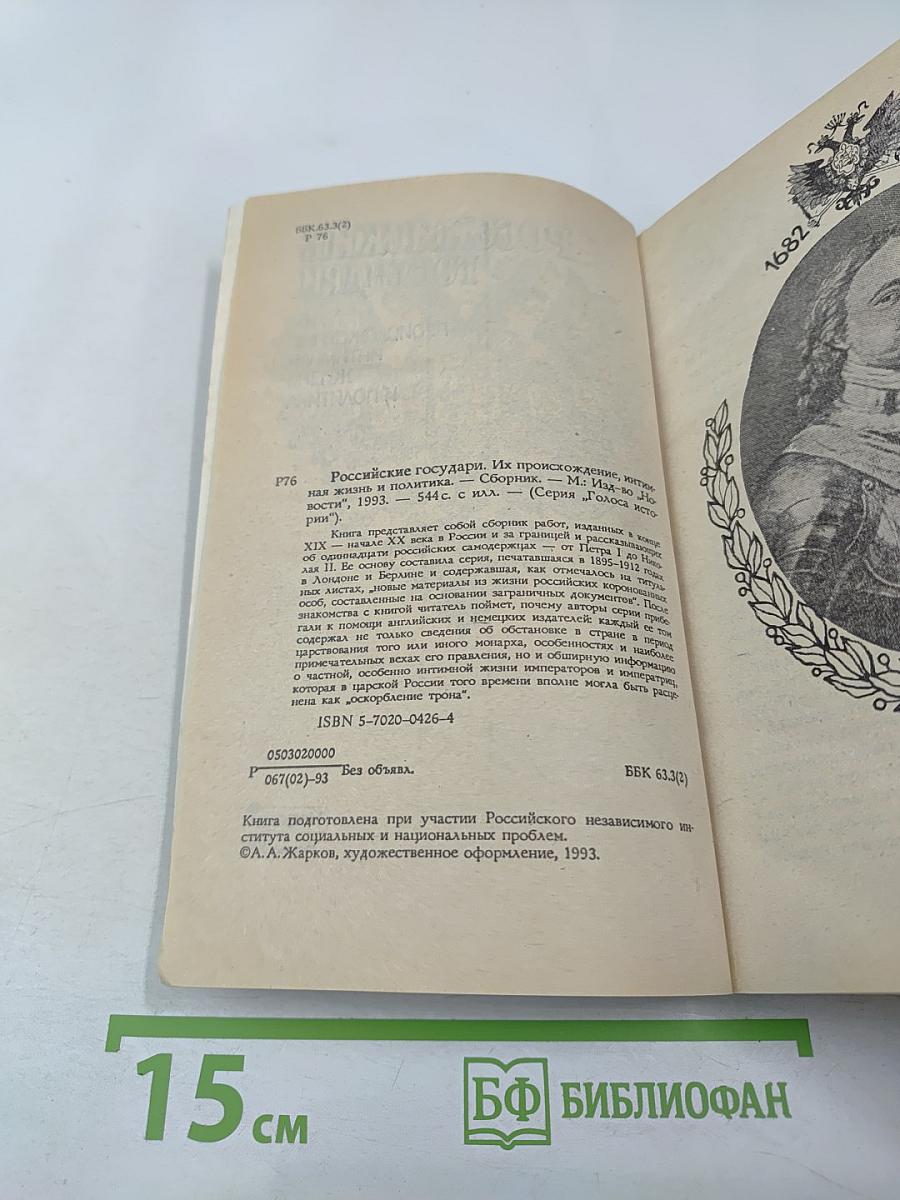 ББК 63.3(2)
Р 76
Р76
Российские государи. Их происхождение, интим-
ная жизнь и политика. — Сборник. — М.: Изд-во „Но-
вости", 1993. — 544 с. с илл. — (Серия „Голоса исто-
рии").
Книга представляет собой сборник работ, изданных в конце
XIX — начале XX века в России и за границей и рассказывающих
об одиннадцати российских самодержцах — от Петра I до Нико-
лая II. Ее основу составила серия, печатавшаяся в 1895–1912 годах
в Лондоне и Берлине и содержавшая, как отмечалось на титуль-
ных листах, „новые материалы из жизни российских коронованных
особ, составленные на основании заграничных документов". После
знакомства с книгой читатель поймет, почему авторы серии прибе-
гали к помощи английских и немецких издателей: каждый ее том
содержал не только сведения об обстановке в стране в период
царствования того или иного монарха, особенностях и наиболее
примечательных вехах его правления, но и обширную информацию
о частной, особенно интимной жизни императоров и императриц,
которая в царской России того времени вполне могла быть расце-
нена как „оскорбление трона".
ISBN 5–7020–0426–4
Р 0503020000
067(02)–93 Без объявл.
ББК 63.3(2)
Книга подготовлена при участии Российского независимого ин-
ститута социальных и национальных проблем.
©А.А.Жарков, художественное оформление, 1993.
1682
15 см
БФ БИБЛИОФАН